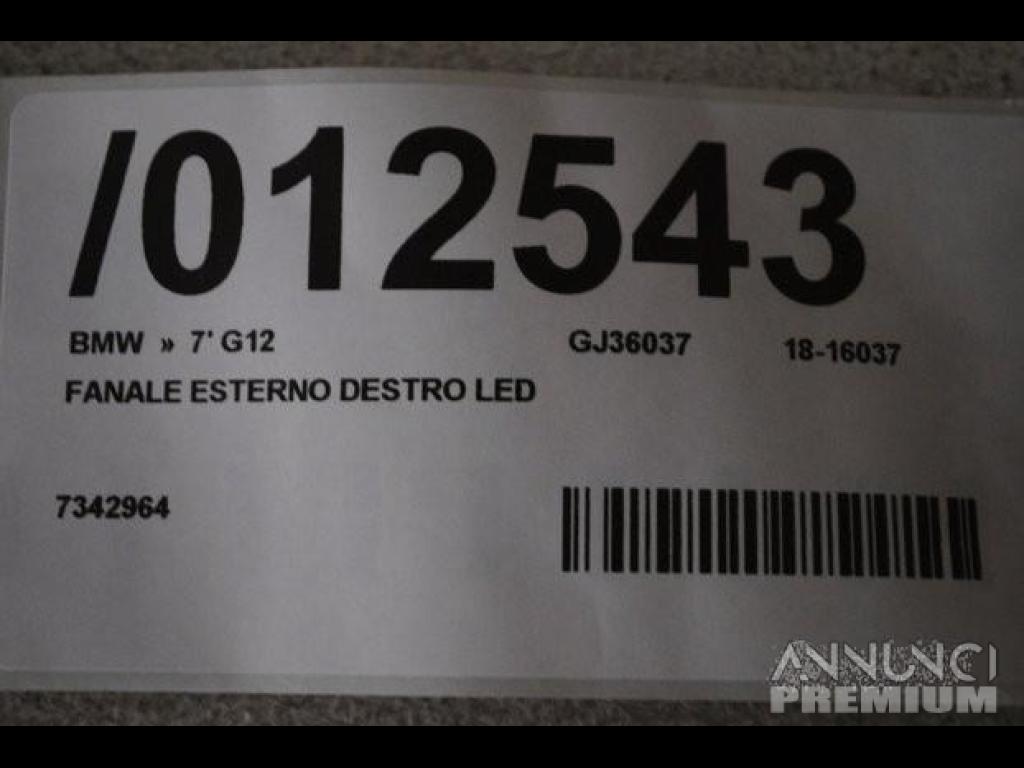 /012543
BMW » 7' G12 GJ36037 18-16037
FANALE ESTERNO DESTRO LED
7342964
ANNUNCI
PREMIUM